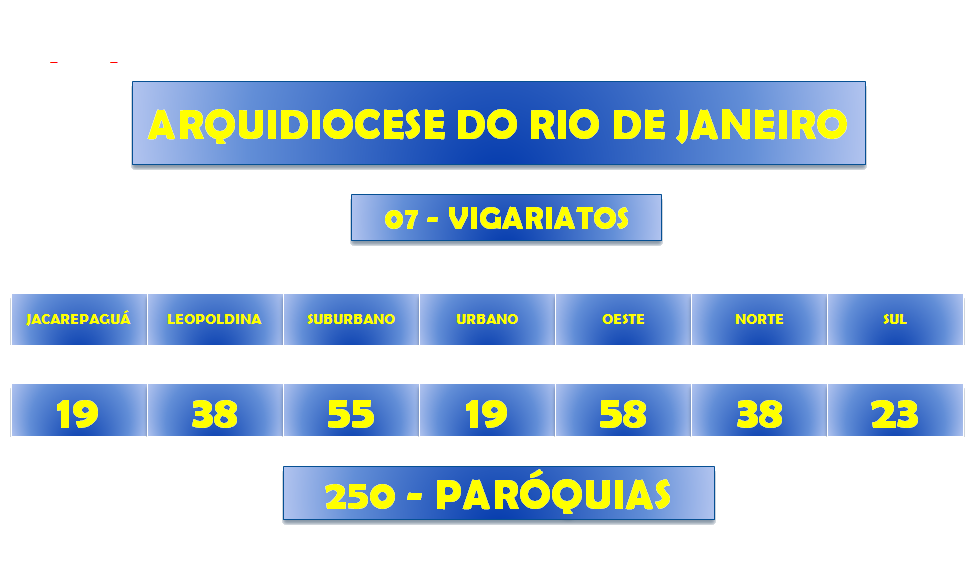 ARQUIDIOCESE DO RIO DE JANEIRO
07 - VIGARIATOS
JACAREPAGUÁ LEOPOLDINA SUBURBANO URBANO OESTE NORTE SUL
19 38 55 19 58 38 23
250 - PARÓQUIAS